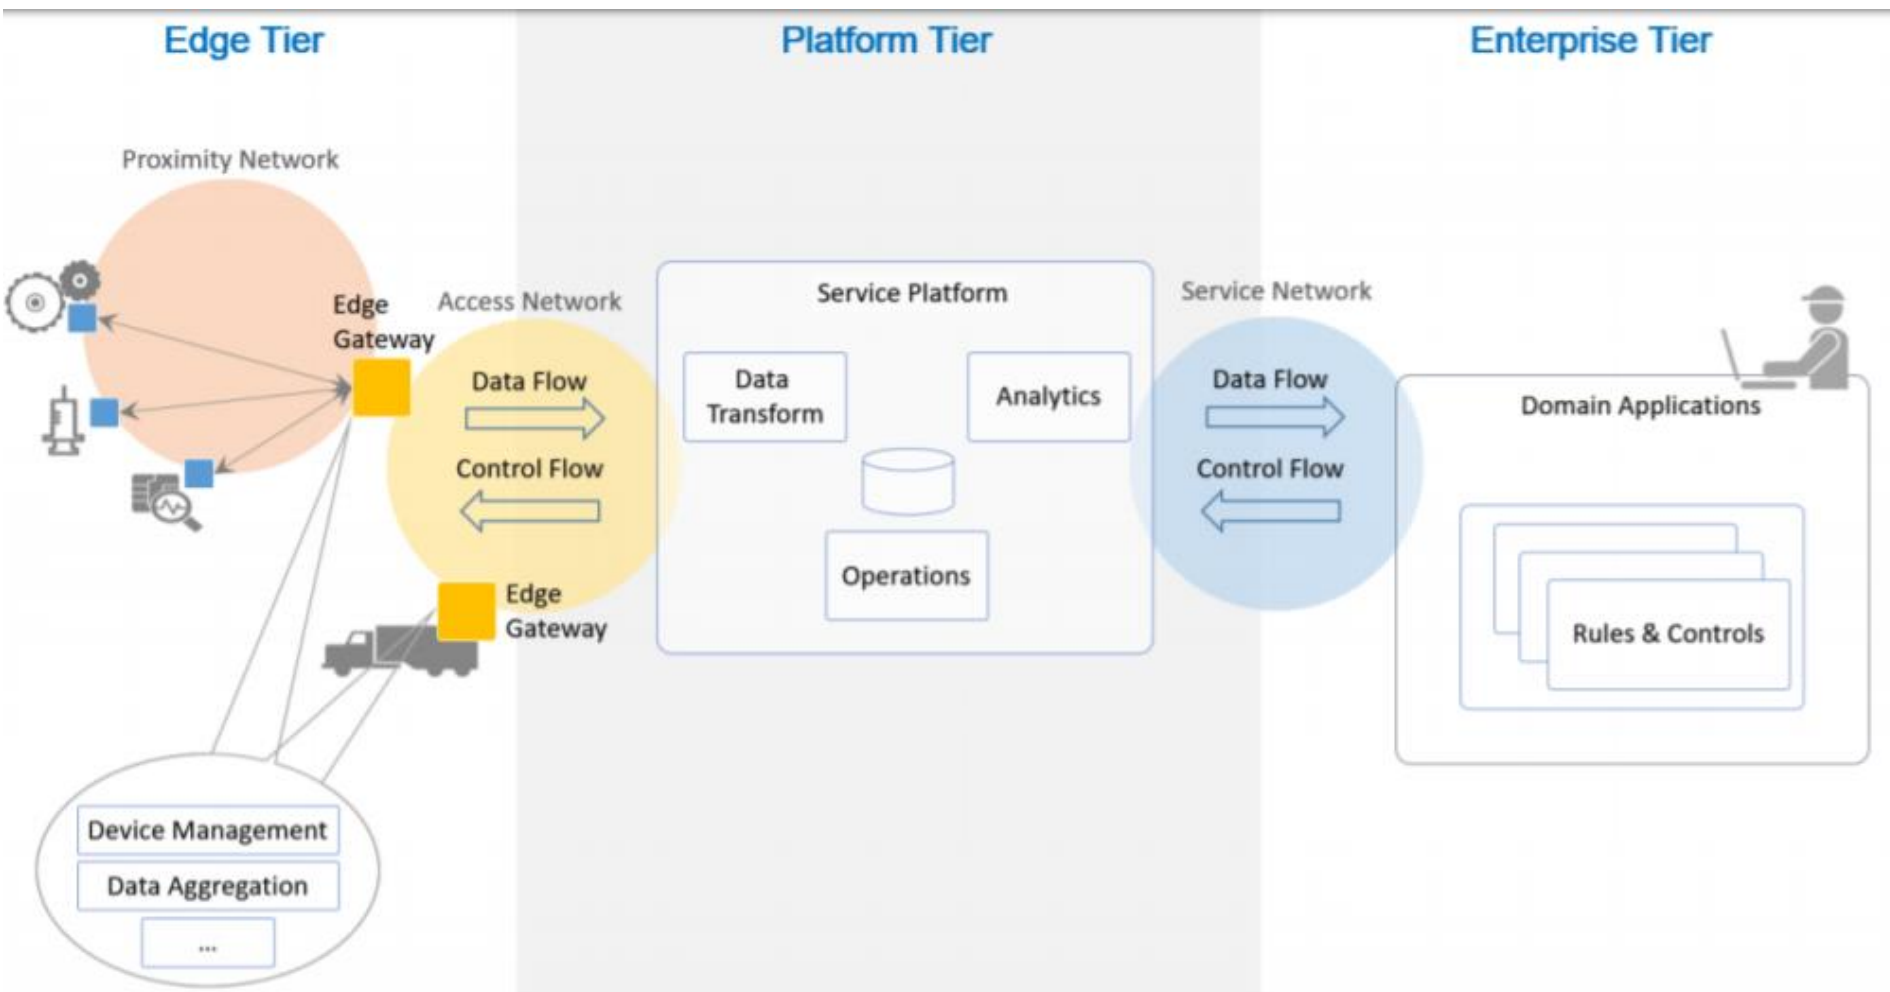 Edge Tier
Platform Tier
Enterprise Tier
Proximity Network
Edge
Gateway
Access Network
Data Flow
Control Flow
Edge
Gateway
Device Management
Data Aggregation
...
Service Platform
Data
Transform
Analytics
Operations
Service Network
Data Flow
Control Flow
Domain Applications
Rules & Controls